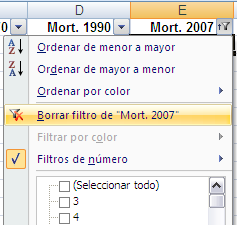 D E
Mort. 1990 Mort. 2007
A
Z
Ordenar de menor a mayor
Z
A
Ordenar de mayor a menor
Ordenar por color
Borrar filtro de "Mort. 2007"
Filtrar por color
Filtros de número
(Seleccionar todo)
3
4